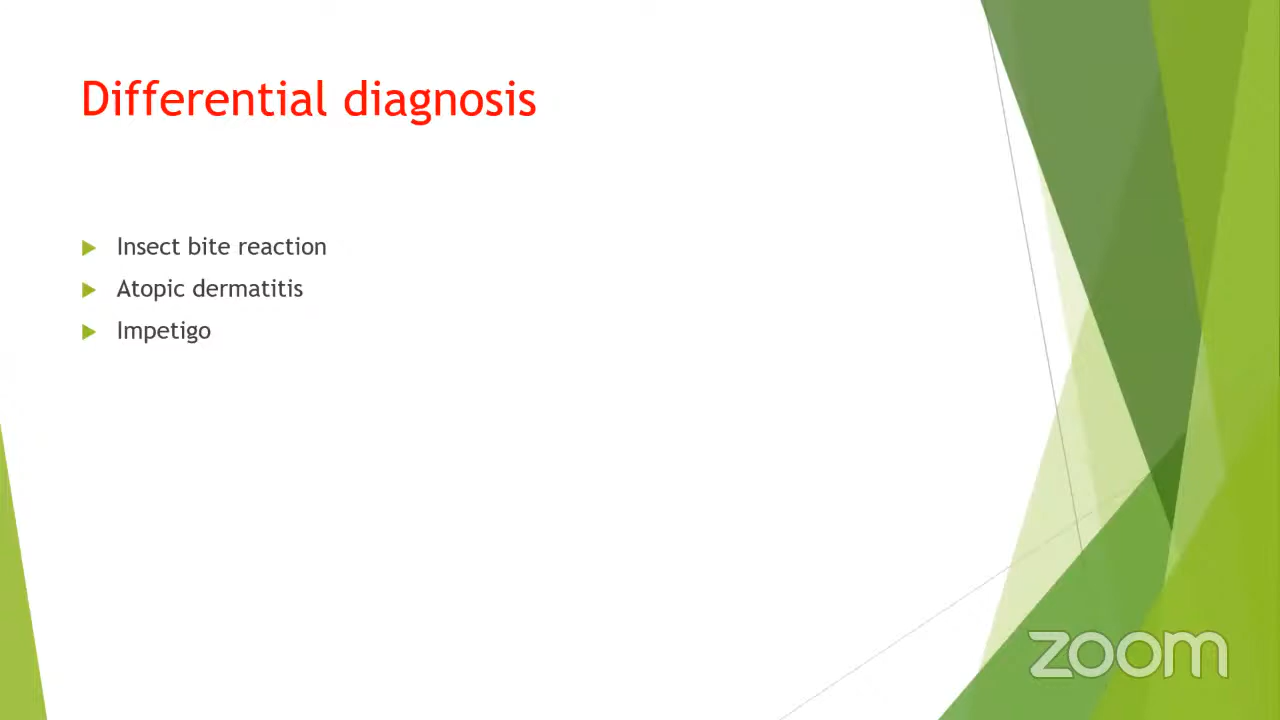 Differential diagnosis
Insect bite reaction
Atopic dermatitis
Impetigo
zoom